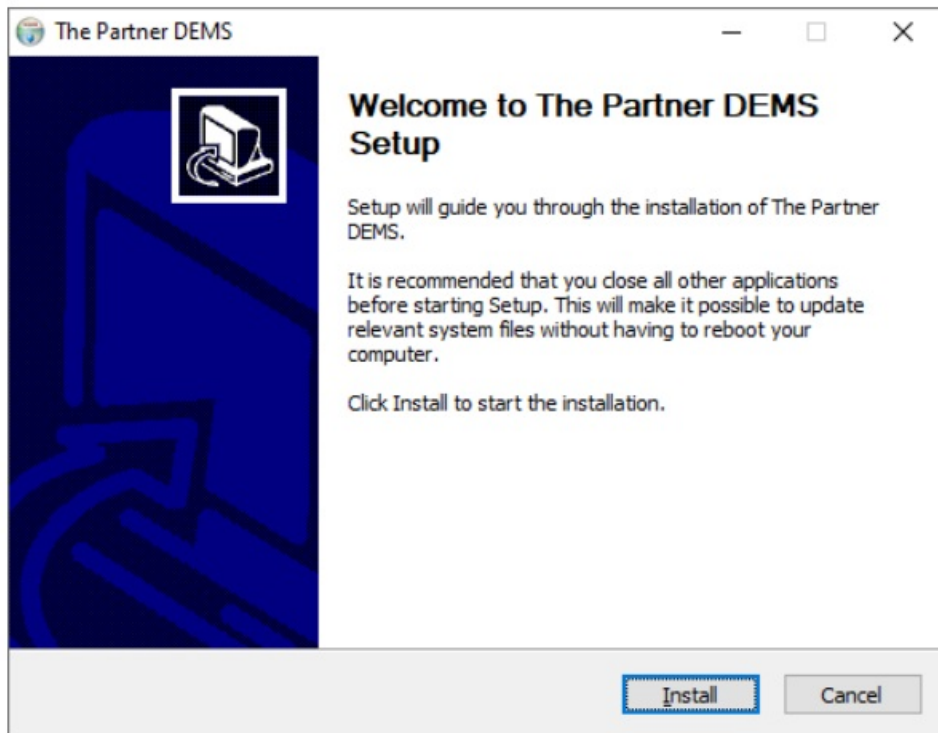 The Partner DEMS
Welcome to The Partner DEMS
Setup
Setup will guide you through the installation of The Partner
DEMS.
It is recommended that you close all other applications
before starting Setup. This will make it possible to update
relevant system files without having to reboot your
computer.
Click Install to start the installation.
Install
Cancel